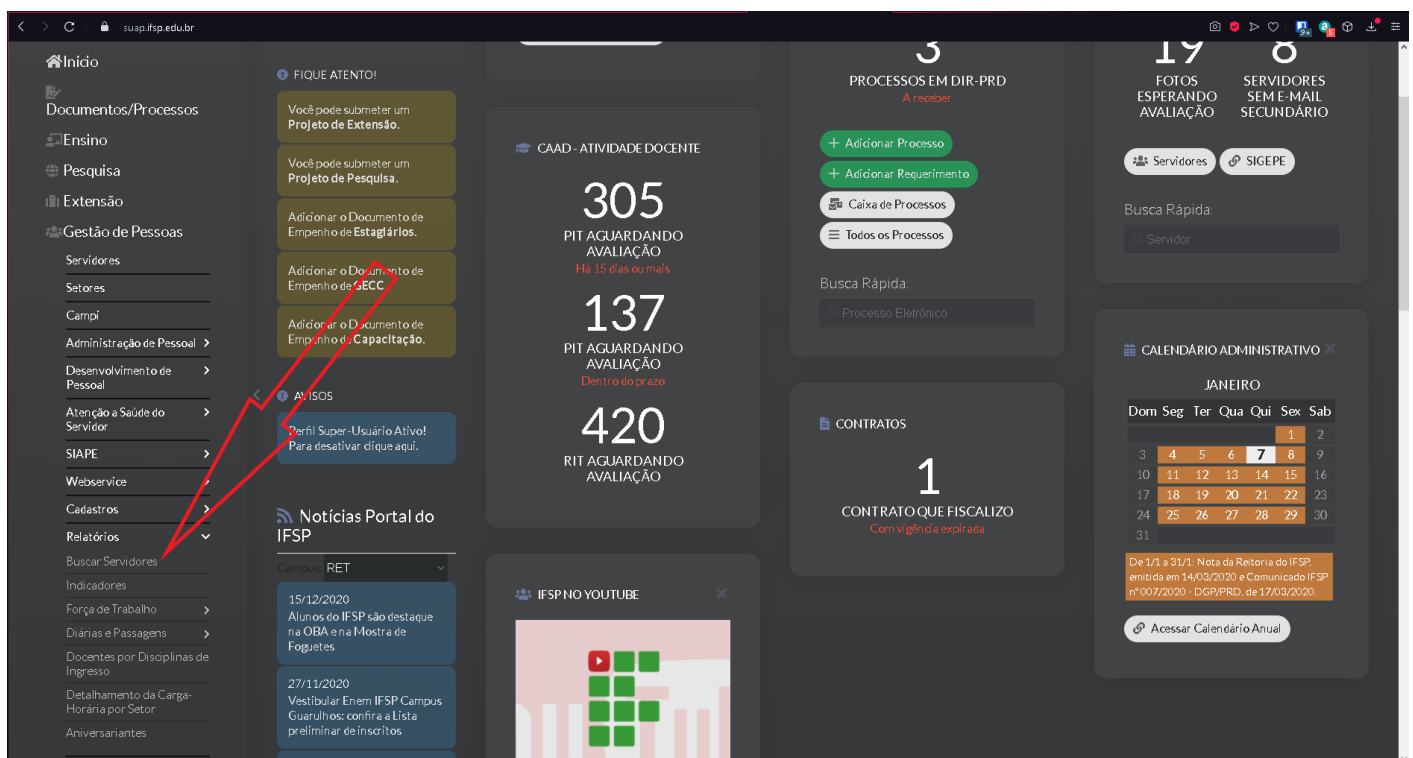 suap.ifsp.edu.br
9+
a
s
Início
Documentos/Processos
Ensino
Pesquisa
Extensão
Gestão de Pessoas
Servidores
Setores
Campi
Administração de Pessoal
Desenvolvimento de
Pessoal
Atenção a Saúde do
Servidor
SIAPE
Webservice
Cadastros
Relatórios
Buscar Servidores
Indicadores
Força de Trabalho
Diárias e Passagens
Docentes por Disciplinas de
Ingresso
Detalhamento da Carga-
Horária por Setor
Aniversariantes
FIQUE ATENTO!
Você pode submeter um
Projeto de Extensão.
Você pode submeter um
Projeto de Pesquisa.
Adicionar o Documento de
Empenho de Estagiários.
Adicionar o Documento de
Empenho de GECC
Adicionar o Documento de
Empenho de Capacitação.
AVISOS
Perfil Super-Usuário Ativo!
Para desativar clique aqui.
Notícias Portal do
IFSP
Campus: RET
15/12/2020
Alunos do IFSP são destaque
na OBA e na Mostra de
Foguetes
27/11/2020
Vestibular Enem IFSP Campus
Guarulhos: confira a Lista
preliminar de inscritos
CAAD - ATIVIDADE DOCENTE
305
PIT AGUARDANDO
AVALIAÇÃO
Há 15 dias ou mais
137
PIT AGUARDANDO
AVALIAÇÃO
Dentro do prazo
420
RIT AGUARDANDO
AVALIAÇÃO
IFSP NO YOUTUBE
3
PROCESSOS EM DIR-PRD
A receber
Adicionar Processo
Adicionar Requerimento
Caixa de Processos
Todos os Processos
Busca Rápida:
Processo Eletrônico
CONTRATOS
1
CONTRATO QUE FISCALIZO
Com vigência expirada
19
FOTOS
ESPERANDO
AVALIAÇÃO
8
SERVIDORES
SEM E-MAIL
SECUNDÁRIO
Servidores
SIGEPE
Busca Rápida:
Servidor
CALENDÁRIO ADMINISTRATIVO
JANEIRO
Dom Seg Ter Qua Qui Sex Sab
1 2
3 4 5 6 7 8 9
10 11 12 13 14 15 16
17 18 19 20 21 22 23
24 25 26 27 28 29 30
31
De 1/1 a 31/1: Nota da Reitoria do IFSP,
emitida em 14/03/2020 e Comunicado IFSP
nº 007/2020 - DGP/PRD, de 17/03/2020.
Acessar Calendário Anual